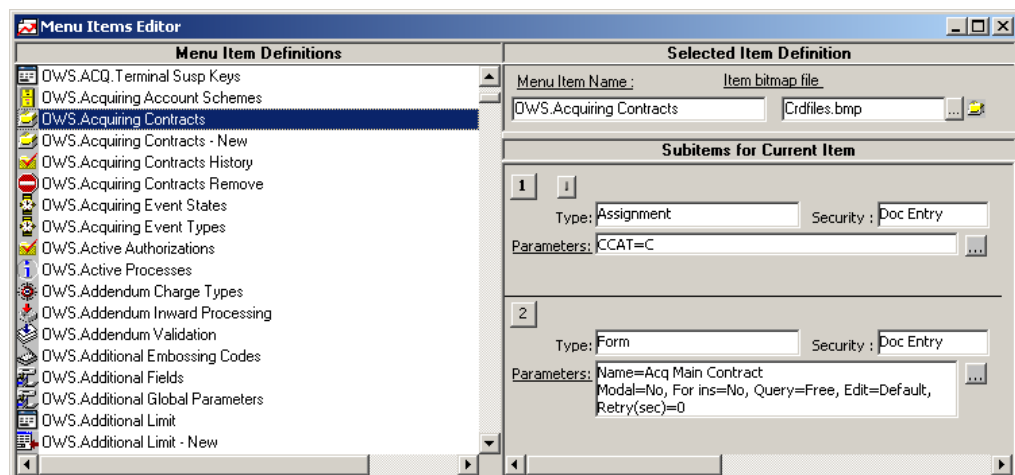 Menu Items Editor
Menu Item Definitions
OWS.ACQ.Terminal Susp Keys
OWS.Acquiring Account Schemes
OWS.Acquiring Contracts
OWS.Acquiring Contracts - New
OWS.Acquiring Contracts History
OWS.Acquiring Contracts Remove
OWS.Acquiring Event States
OWS.Acquiring Event Types
OWS.Active Authorizations
OWS.Active Processes
OWS.Addendum Charge Types
OWS.Addendum Inward Processing
OWS.Addendum Validation
OWS.Additional Embossing Codes
OWS.Additional Fields
OWS.Additional Global Parameters
OWS.Additional Limit
OWS.Additional Limit - New
Selected Item Definition
Menu Item Name : Item bitmap file
OWS.Acquiring Contracts Crdfiles.bmp ...
Subitems for Current Item
1
Type: Assignment Security : Doc Entry
Parameters: CCAT=C ...
2
Type: Form Security : Doc Entry
Parameters: Name=Acq Main Contract ...
Modal=No, For ins=No, Query=Free, Edit=Default,
Retry(sec)=0